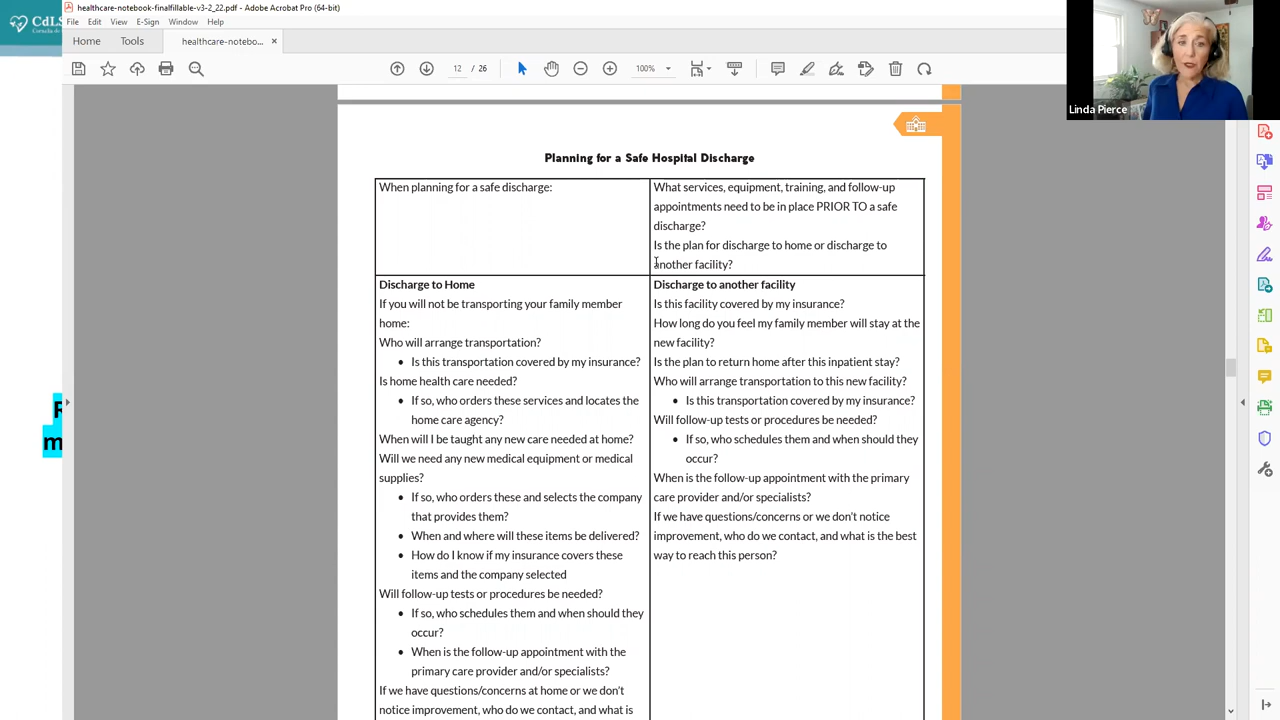 healthcare-notebook-finalfillable-v3-2_22.pdf - Adobe Acrobat Pro (64-bit)
File Edit View E-Sign Window Help
CdLS
Home Tools healthcare-notebo... ×
12 / 26 100%
Linda Pierce
Planning for a Safe Hospital Discharge
When planning for a safe discharge:
What services, equipment, training, and follow-up
appointments need to be in place PRIOR TO a safe
discharge?
Is the plan for discharge to home or discharge to
another facility?
Discharge to Home
If you will not be transporting your family member
home:
Who will arrange transportation?
• Is this transportation covered by my insurance?
Is home health care needed?
• If so, who orders these services and locates the
home care agency?
When will I be taught any new care needed at home?
Will we need any new medical equipment or medical
supplies?
• If so, who orders these and selects the company
that provides them?
• When and where will these items be delivered?
• How do I know if my insurance covers these
items and the company selected
Will follow-up tests or procedures be needed?
• If so, who schedules them and when should they
occur?
• When is the follow-up appointment with the
primary care provider and/or specialists?
If we have questions/concerns at home or we don't
notice improvement, who do we contact, and what is
Discharge to another facility
Is this facility covered by my insurance?
How long do you feel my family member will stay at the
new facility?
Is the plan to return home after this inpatient stay?
Who will arrange transportation to this new facility?
• Is this transportation covered by my insurance?
Will follow-up tests or procedures be needed?
• If so, who schedules them and when should they
occur?
When is the follow-up appointment with the primary
care provider and/or specialists?
If we have questions/concerns or we don't notice
improvement, who do we contact, and what is the best
way to reach this person?